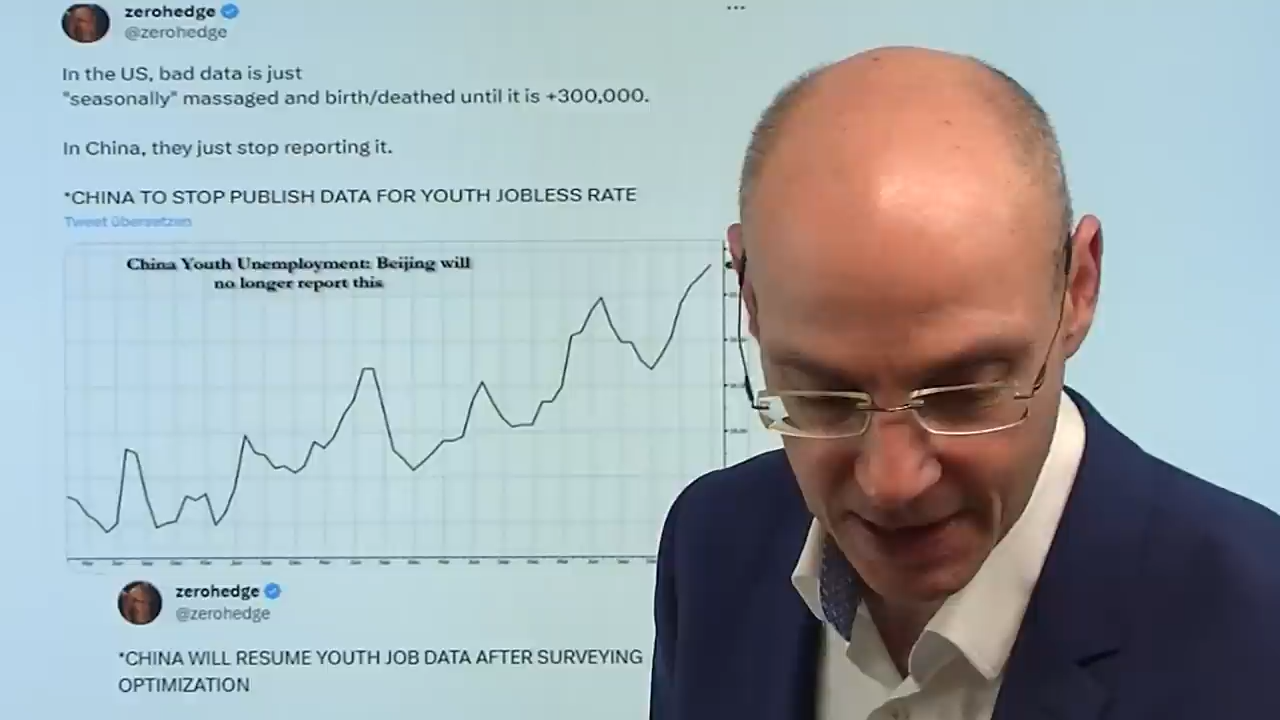 zerohedge
@zerohedge
In the US, bad data is just
"seasonally" massaged and birth/deathed until it is +300,000.
In China, they just stop reporting it.
*CHINA TO STOP PUBLISH DATA FOR YOUTH JOBLESS RATE
Tweet übersetzen
China Youth Unemployment: Beijing will
no longer report this
zerohedge
@zerohedge
*CHINA WILL RESUME YOUTH JOB DATA AFTER SURVEYING
OPTIMIZATION